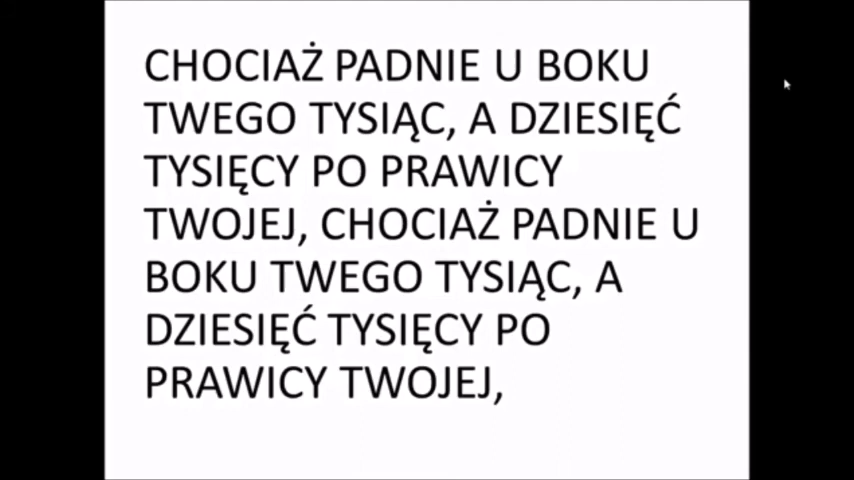 CHOCIAŻ PADNIE U BOKU
TWEGO TYSIĄC, A DZIESIĘĆ
TYSIĘCY PO PRAWICY
TWOJEJ, CHOCIAŻ PADNIE U
BOKU TWEGO TYSIĄC, A
DZIESIĘĆ TYSIĘCY PO
PRAWICY TWOJEJ,